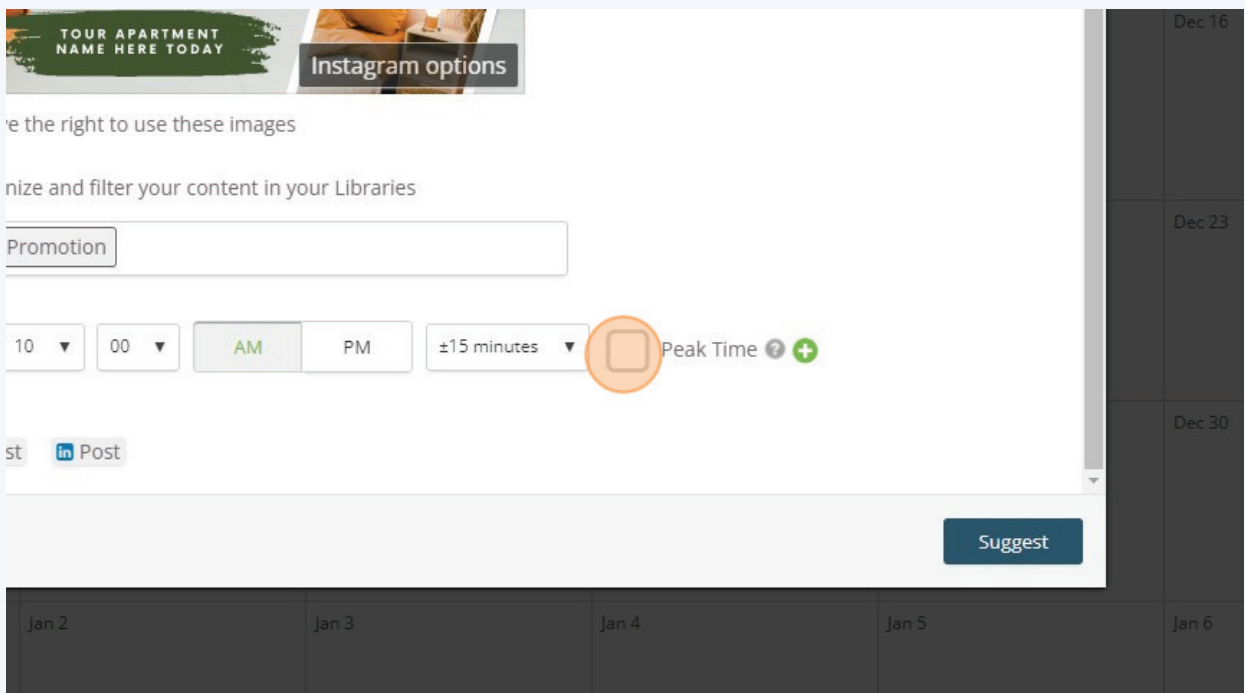 Dec 16
TOUR APARTMENT
NAME HERE TODAY
Instagram options
e the right to use these images
nize and filter your content in your Libraries
Dec 23
Promotion
10 00 AM PM ±15 minutes Peak Time
Dec 30
st in Post
Suggest
Jan 2 Jan 3 Jan 4 Jan 5 Jan 6